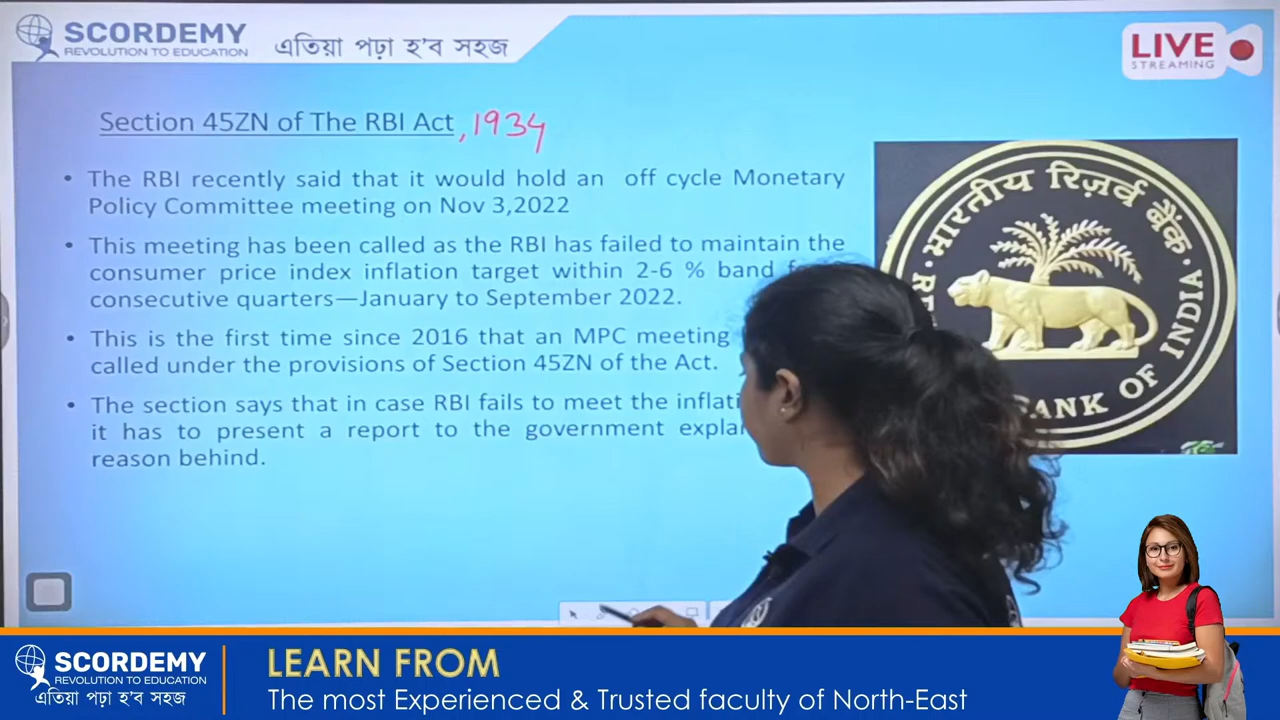 SCORDEMY
REVOLUTION TO EDUCATION
এতিয়া পঢ়া হ'ব সহজ
LIVE
STREAMING
Section 45ZN of The RBI Act , 1934
• The RBI recently said that it would hold an off cycle Monetary
Policy Committee meeting on Nov 3,2022
• This meeting has been called as the RBI has failed to maintain the
consumer price index inflation target within 2-6 % band
consecutive quarters—January to September 2022.
• This is the first time since 2016 that an MPC meeting
called under the provisions of Section 45ZN of the Act.
• The section says that in case RBI fails to meet the
it has to present a report to the government
reason behind.
भारतीय रिज़र्व बैंक
BANK OF INDIA
SCORDEMY
REVOLUTION TO EDUCATION
এতিয়া পঢ়া হ'ব সহজ
LEARN FROM
The most Experienced & Trusted faculty of North-East